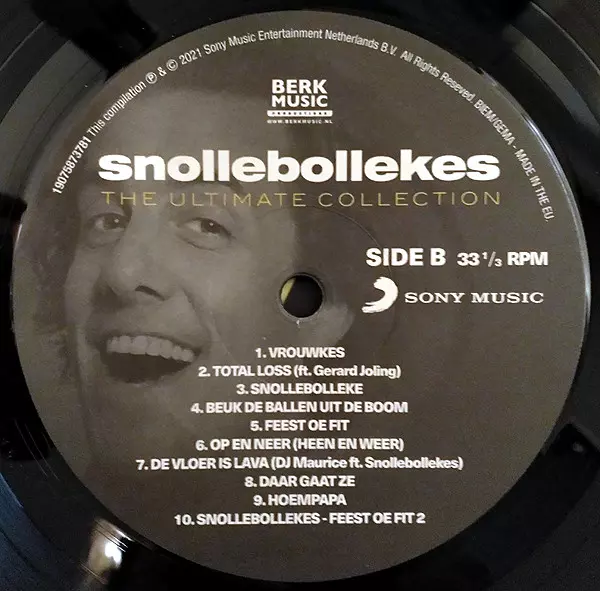 19075873781 This compilation ℗ & © 2021 Sony Music Entertainment Netherlands B.V. All Rights Reseved. BIEM/GEMA - MADE IN THE EU.
BERK
MUSIC
PRODUCTIONS
WWW.BERKMUSIC.NL
snollebollekes
THE ULTIMATE COLLECTION
SIDE B 33 1/3 RPM
SONY MUSIC
1. VROUWKES
2. TOTAL LOSS (ft. Gerard Joling)
3. SNOLLEBOLLEKE
4. BEUK DE BALLEN UIT DE BOOM
5. FEEST OE FIT
6. OP EN NEER (HEEN EN WEER)
7. DE VLOER IS LAVA (DJ Maurice ft. Snollebollekes)
8. DAAR GAAT ZE
9. HOEMPAPA
10. SNOLLEBOLLEKES - FEEST OE FIT 2